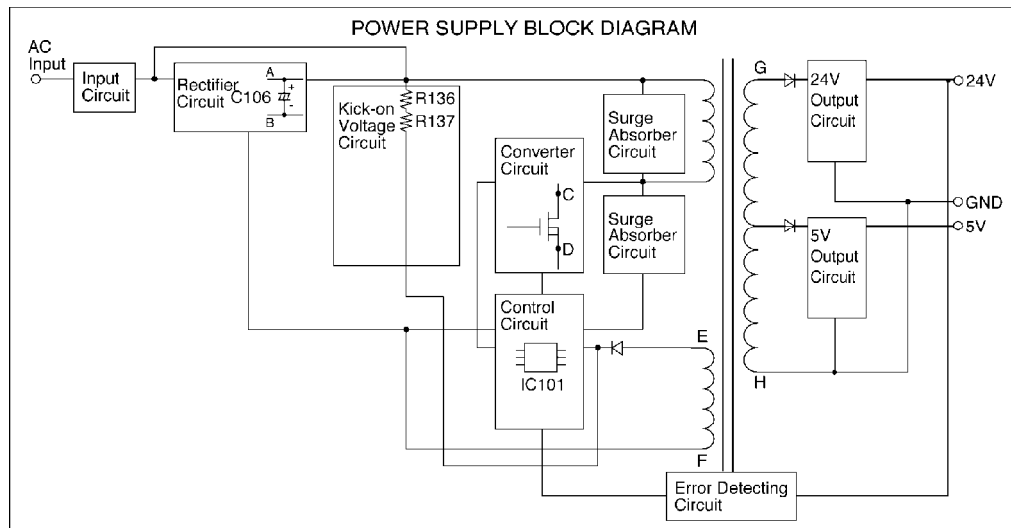 POWER SUPPLY BLOCK DIAGRAM
AC
Input
Input
Circuit
Rectifier
Circuit
C106
A
+
-
B
Kick-on
Voltage
Circuit
R136
R137
Converter
Circuit
C
D
Surge
Absorber
Circuit
Surge
Absorber
Circuit
Control
Circuit
IC101
E
F
G
H
24V
Output
Circuit
24V
GND
5V
5V
Output
Circuit
Error Detecting
Circuit